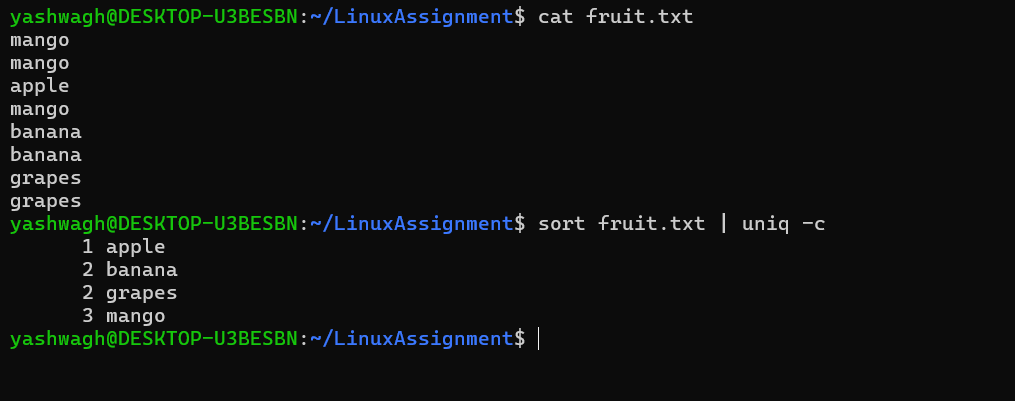 yashwagh@DESKTOP-U3BESBN:~/LinuxAssignment$ cat fruit.txt
mango
mango
apple
mango
banana
banana
grapes
grapes
yashwagh@DESKTOP-U3BESBN:~/LinuxAssignment$ sort fruit.txt | uniq -c
      1 apple
      2 banana
      2 grapes
      3 mango
yashwagh@DESKTOP-U3BESBN:~/LinuxAssignment$